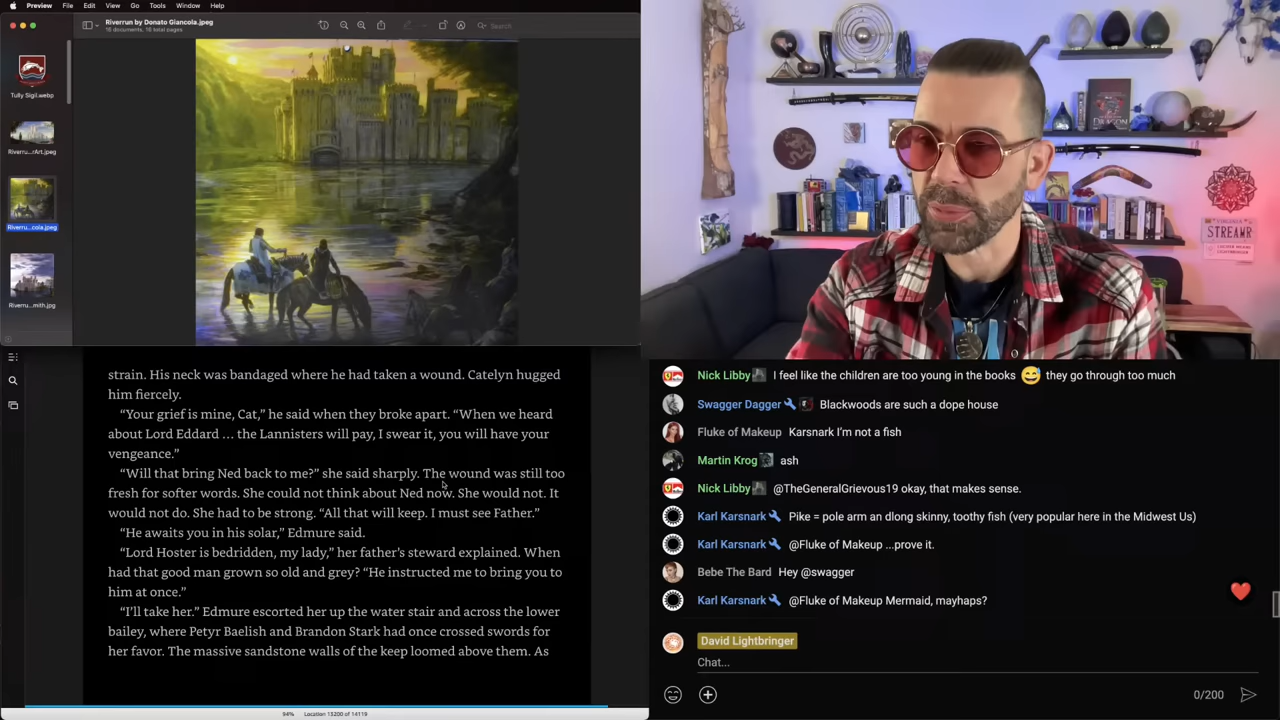 Preview File Edit View Go Tools Window Help
Riverrun by Donato Giancola.jpeg
16 documents, 16 total pages
Search
Tully Sigil.webp
Riverru...rArt.jpeg
Riverru...cola.jpeg
Riverru...mith.jpg
strain. His neck was bandaged where he had taken a wound. Catelyn hugged
him fiercely.
“Your grief is mine, Cat,” he said when they broke apart. “When we heard
about Lord Eddard … the Lannisters will pay, I swear it, you will have your
vengeance.”
“Will that bring Ned back to me?” she said sharply. The wound was still too
fresh for softer words. She could not think about Ned now. She would not. It
would not do. She had to be strong. “All that will keep. I must see Father.”
“He awaits you in his solar,” Edmure said.
“Lord Hoster is bedridden, my lady,” her father’s steward explained. When
had that good man grown so old and grey? “He instructed me to bring you to
him at once.”
“I’ll take her.” Edmure escorted her up the water stair and across the lower
bailey, where Petyr Baelish and Brandon Stark had once crossed swords for
her favor. The massive sandstone walls of the keep loomed above them. As
94% Location 13200 of 14119
DRAGON
STREAMR
Nick Libby I feel like the children are too young in the books 😅 they go through too much
Swagger Dagger Blackwoods are such a dope house
Fluke of Makeup Karsnark I'm not a fish
Martin Krog ash
Nick Libby @TheGeneralGrievous19 okay, that makes sense.
Karl Karsnark Pike = pole arm an dlong skinny, toothy fish (very popular here in the Midwest Us)
Karl Karsnark @Fluke of Makeup ...prove it.
Bebe The Bard Hey @swagger
Karl Karsnark @Fluke of Makeup Mermaid, mayhaps?
David Lightbringer
Chat...
0/200